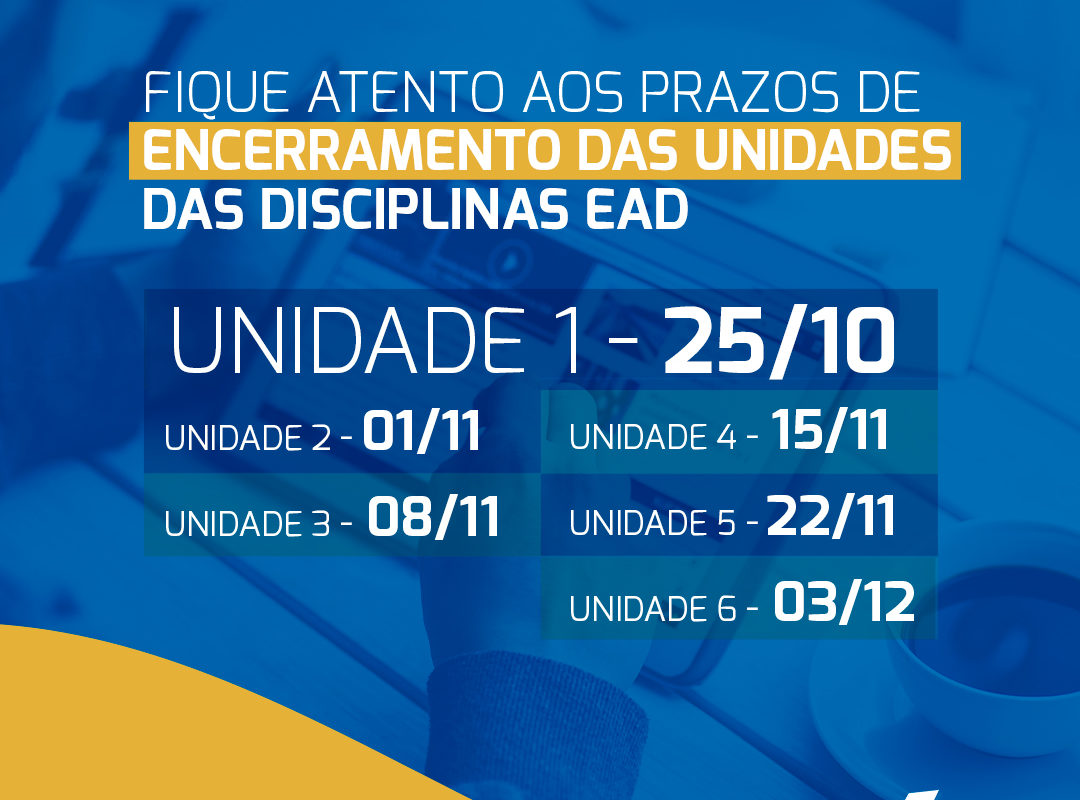 FIQUE ATENTO AOS PRAZOS DE
ENCERRAMENTO DAS UNIDADES
DAS DISCIPLINAS EAD
UNIDADE 1 - 25/10
UNIDADE 2 - 01/11
UNIDADE 3 - 08/11
UNIDADE 4 - 15/11
UNIDADE 5 - 22/11
UNIDADE 6 - 03/12